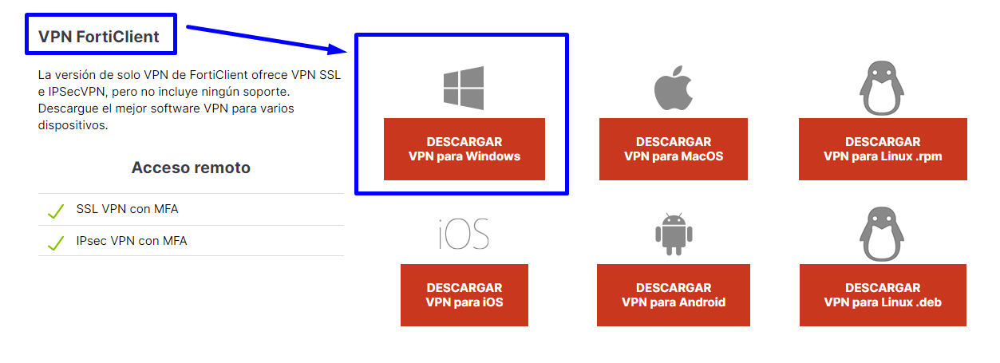 VPN FortiClient
La versión de solo VPN de FortiClient ofrece VPN SSL
e IPSecVPN, pero no incluye ningún soporte.
Descargue el mejor software VPN para varios
dispositivos.
Acceso remoto
SSL VPN con MFA
IPsec VPN con MFA
DESCARGAR
VPN para Windows
DESCARGAR
VPN para MacOS
DESCARGAR
VPN para Linux .rpm
iOS
DESCARGAR
VPN para iOS
DESCARGAR
VPN para Android
DESCARGAR
VPN para Linux .deb